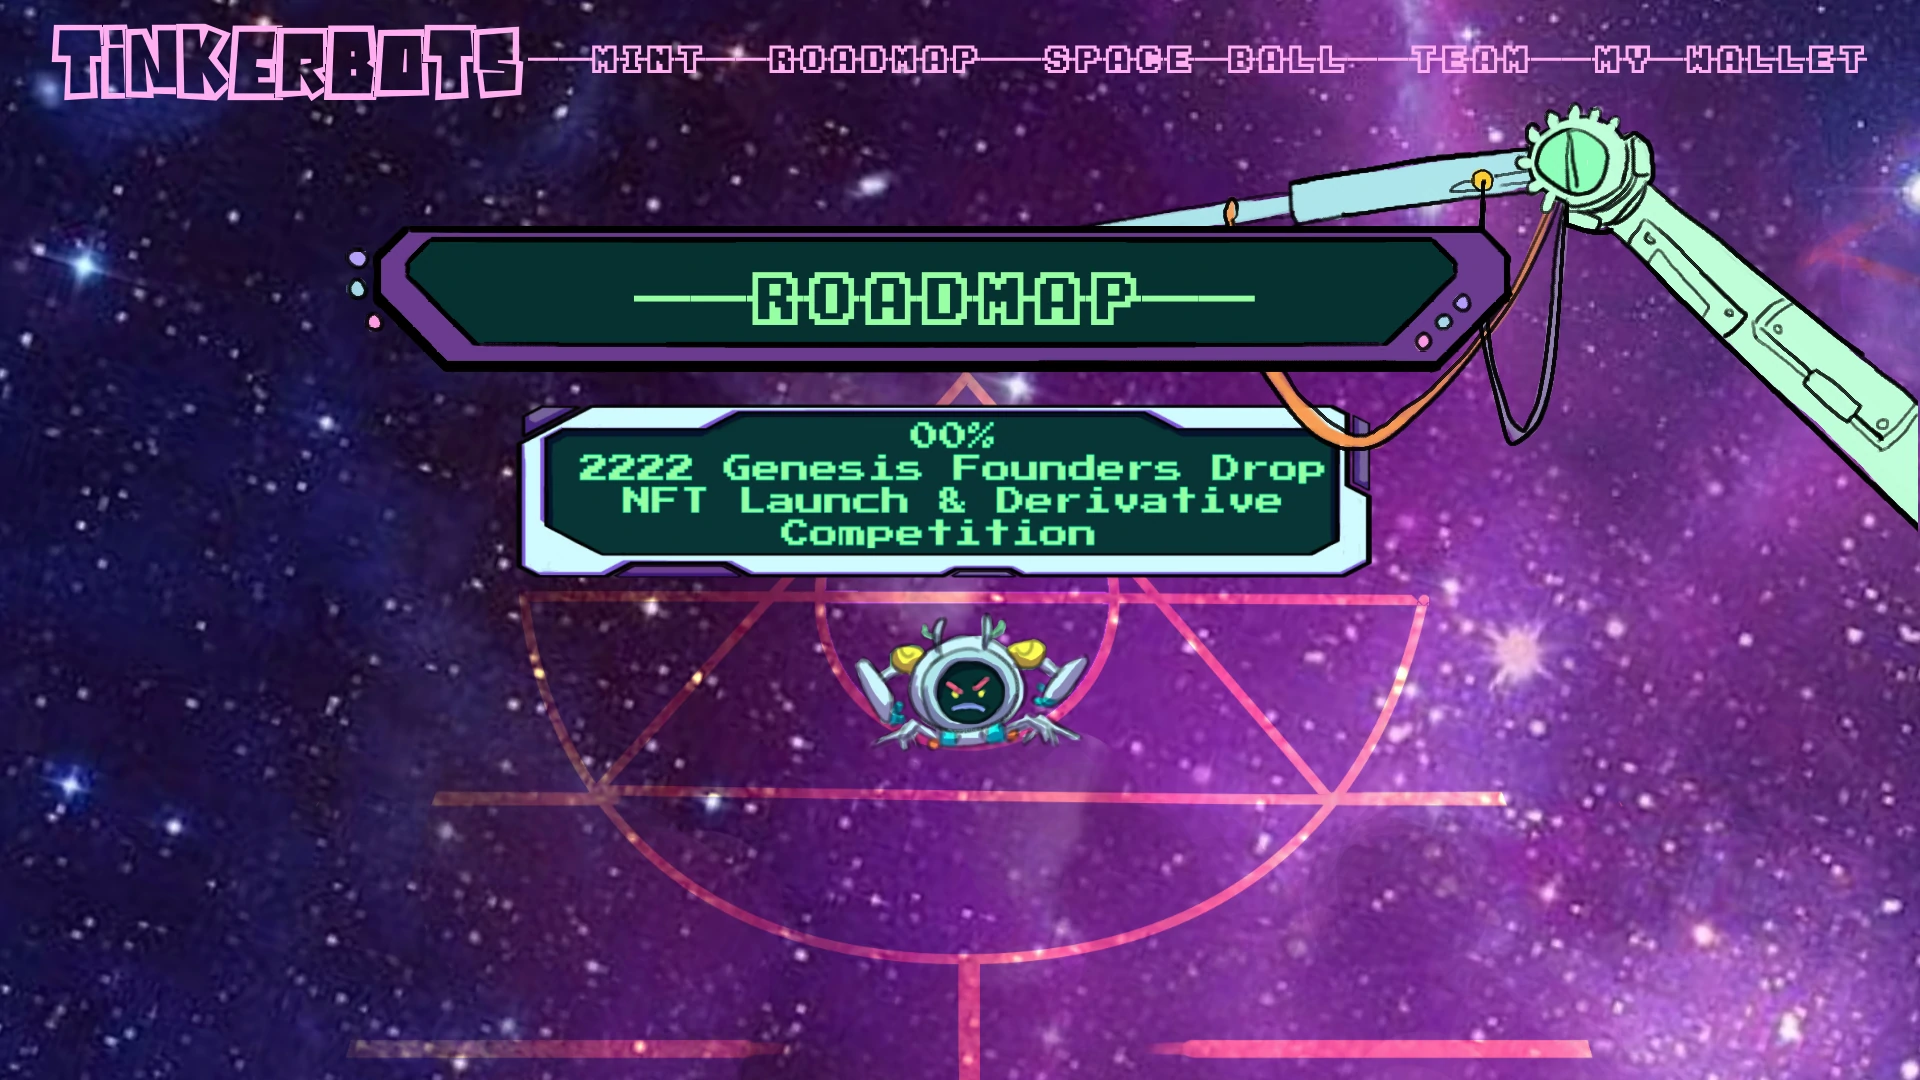 TiNKERBOTS
MINT ROADMAP SPACE BALL TEAM MY WALLET
ROADMAP
00%
2222 Genesis Founders Drop
NFT Launch & Derivative
Competition